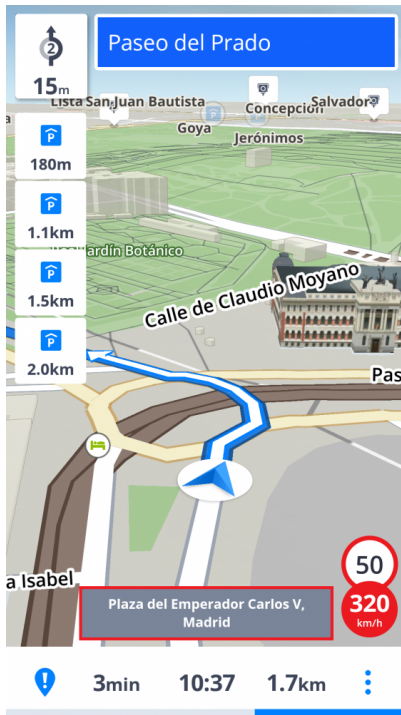 2
Paseo del Prado
15m
Lista San Juan Bautista
Concepción
Salvador
a
Goya
Jerónimos
P
180m
P
1.1km
Jardín Botánico
P
1.5km
Calle de Claudio Moyano
P
2.0km
Pas
50
a Isabel
320
km/h
Plaza del Emperador Carlos V,
Madrid
3min 10:37 1.7km